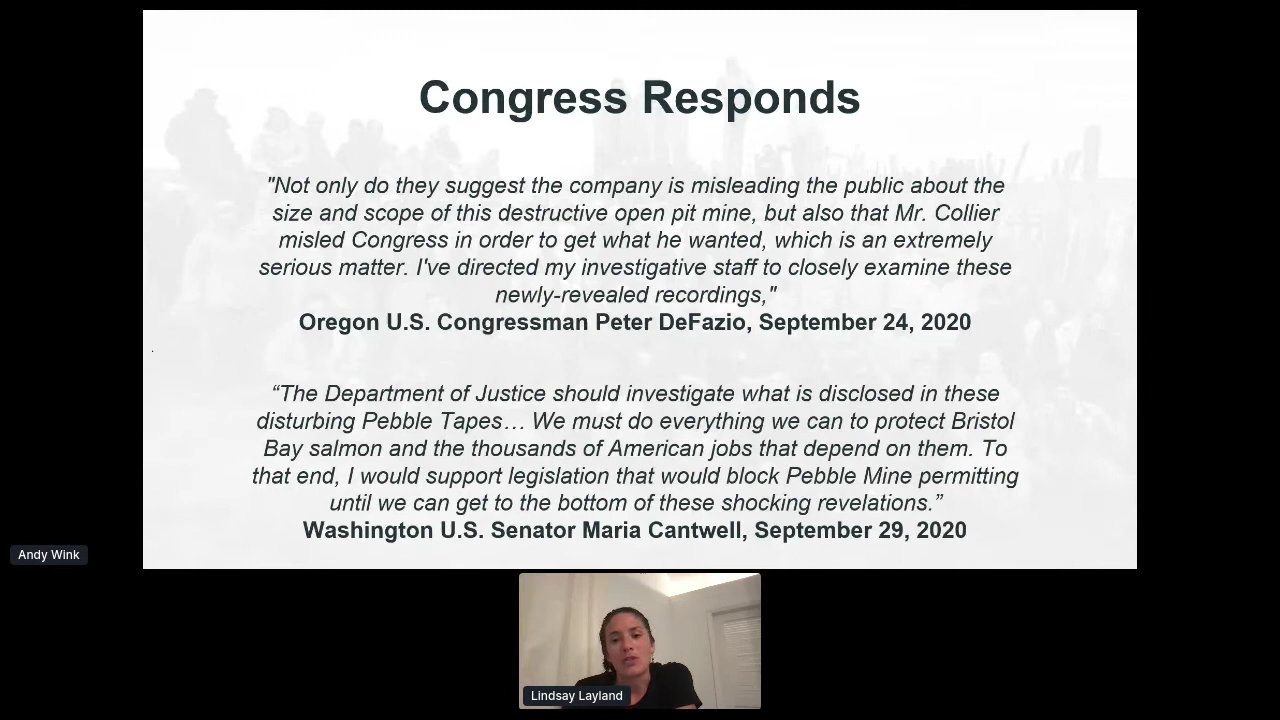 Congress Responds
"Not only do they suggest the company is misleading the public about the
size and scope of this destructive open pit mine, but also that Mr. Collier
misled Congress in order to get what he wanted, which is an extremely
serious matter. I've directed my investigative staff to closely examine these
newly-revealed recordings,"
Oregon U.S. Congressman Peter DeFazio, September 24, 2020
“The Department of Justice should investigate what is disclosed in these
disturbing Pebble Tapes… We must do everything we can to protect Bristol
Bay salmon and the thousands of American jobs that depend on them. To
that end, I would support legislation that would block Pebble Mine permitting
until we can get to the bottom of these shocking revelations.”
Washington U.S. Senator Maria Cantwell, September 29, 2020
Andy Wink
Lindsay Layland